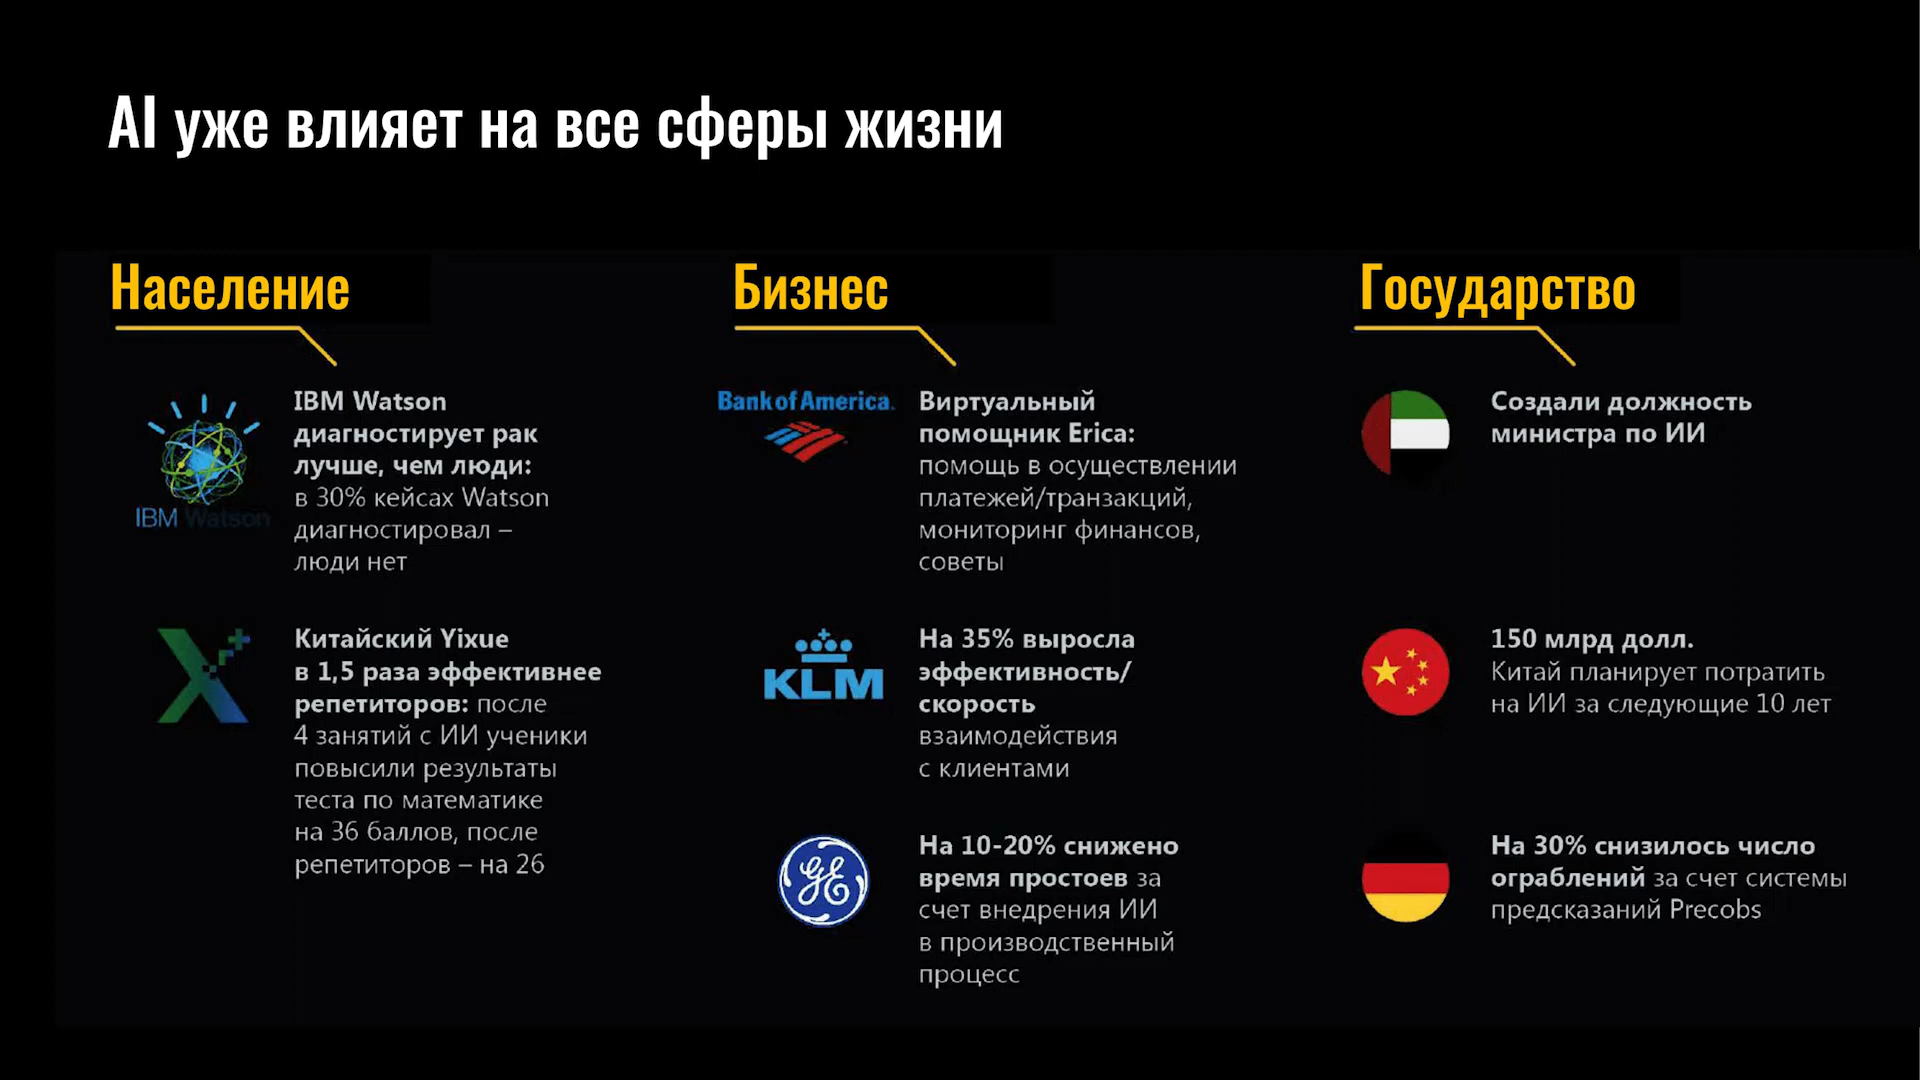 AI уже влияет на все сферы жизни
Население
IBM Watson
IBM Watson
диагностирует рак
лучше, чем люди:
в 30% кейсах Watson
диагностировал –
люди нет
Китайский Yixue
в 1,5 раза эффективнее
репетиторов: после
4 занятий с ИИ ученики
повысили результаты
теста по математике
на 36 баллов, после
репетиторов – на 26
Бизнес
Bank of America.
Виртуальный
помощник Erica:
помощь в осуществлении
платежей/транзакций,
мониторинг финансов,
советы
KLM
На 35% выросла
эффективность/
скорость
взаимодействия
с клиентами
GE
На 10-20% снижено
время простоев за
счет внедрения ИИ
в производственный
процесс
Государство
Создали должность
министра по ИИ
150 млрд долл.
Китай планирует потратить
на ИИ за следующие 10 лет
На 30% снизилось число
ограблений за счет системы
предсказаний Precobs